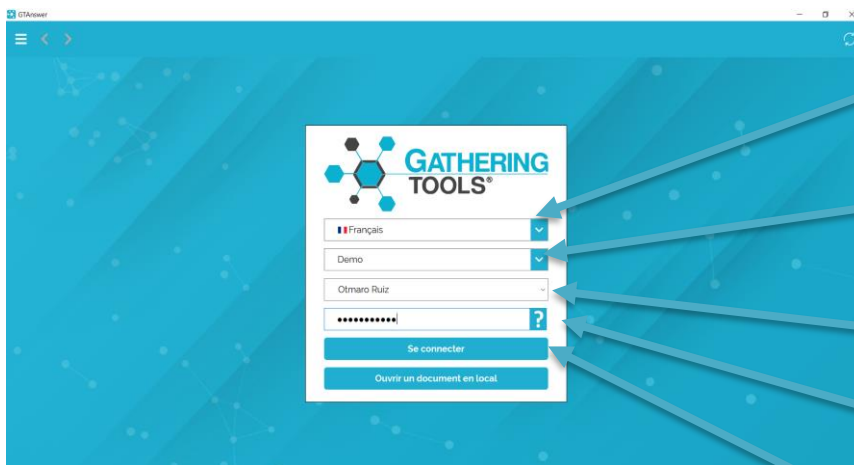 GTAnswer
GATHERING
TOOLS®
Français
Demo
Otmaro Ruiz
•••••••••••
?
Se connecter
Ouvrir un document en local